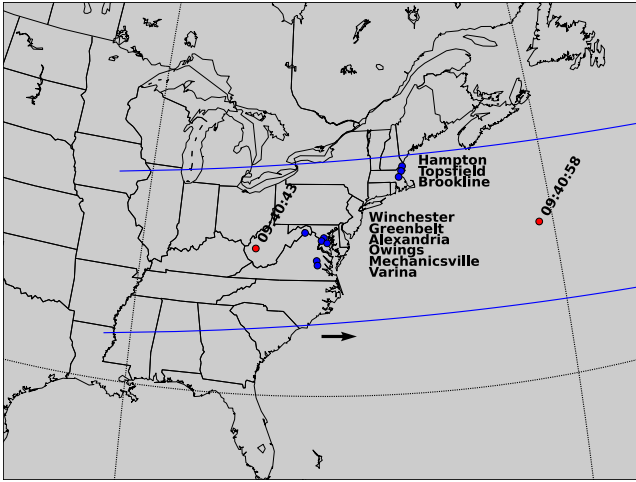 Hampton
Topsfield
Brookline
09:40:58
09:40:43
Winchester
Greenbelt
Alexandria
Owings
Mechanicsville
Varina